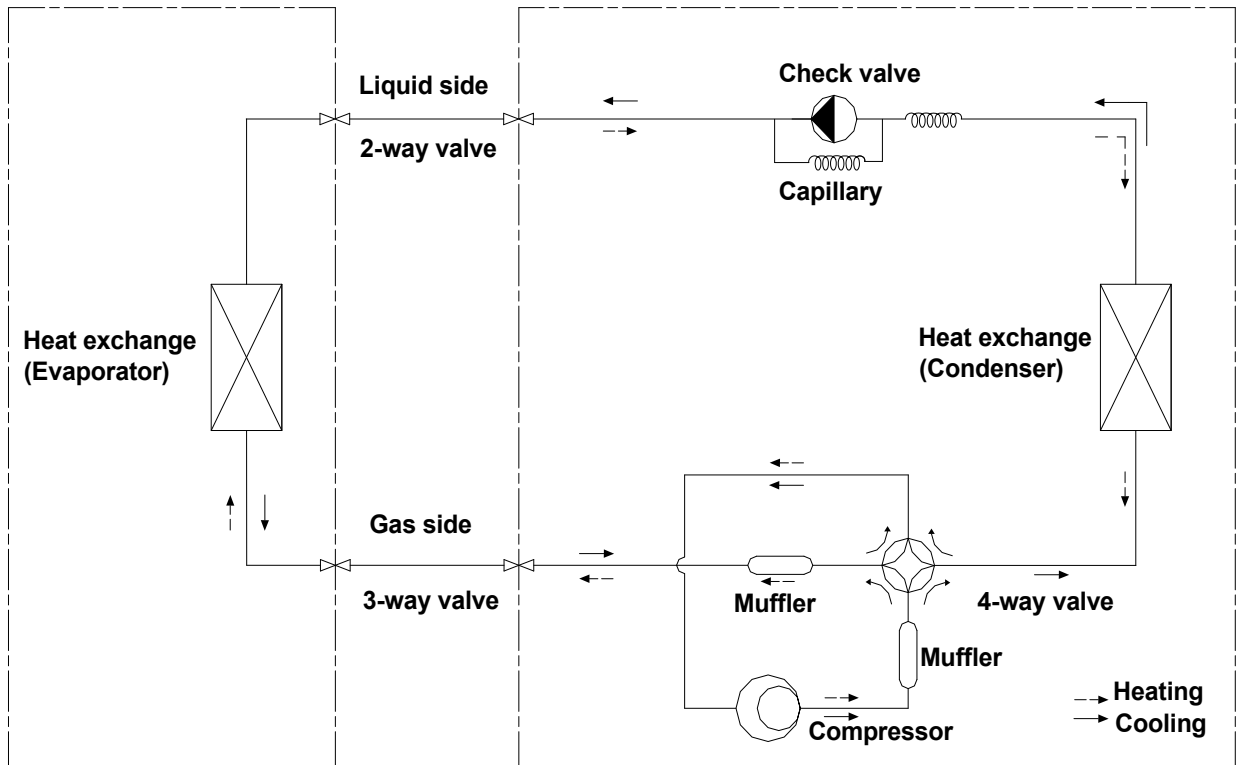 Check valve
Liquid side
2-way valve
Capillary
Heat exchange
(Evaporator)
Heat exchange
(Condenser)
Gas side
3-way valve
Muffler
4-way valve
Muffler
Compressor
Heating
Cooling